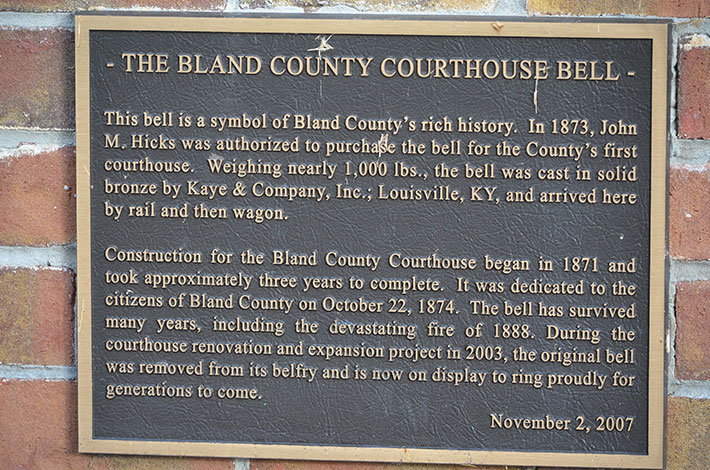 - THE BLAND COUNTY COURTHOUSE BELL -
This bell is a symbol of Bland County's rich history. In 1873, John
M. Hicks was authorized to purchase the bell for the County's first
courthouse. Weighing nearly 1,000 lbs., the bell was cast in solid
bronze by Kaye & Company, Inc.; Louisville, KY, and arrived here
by rail and then wagon.
Construction for the Bland County Courthouse began in 1871 and
took approximately three years to complete. It was dedicated to the
citizens of Bland County on October 22, 1874. The bell has survived
many years, including the devastating fire of 1888. During the
courthouse renovation and expansion project in 2003, the original bell
was removed from its belfry and is now on display to ring proudly for
generations to come.
November 2, 2007